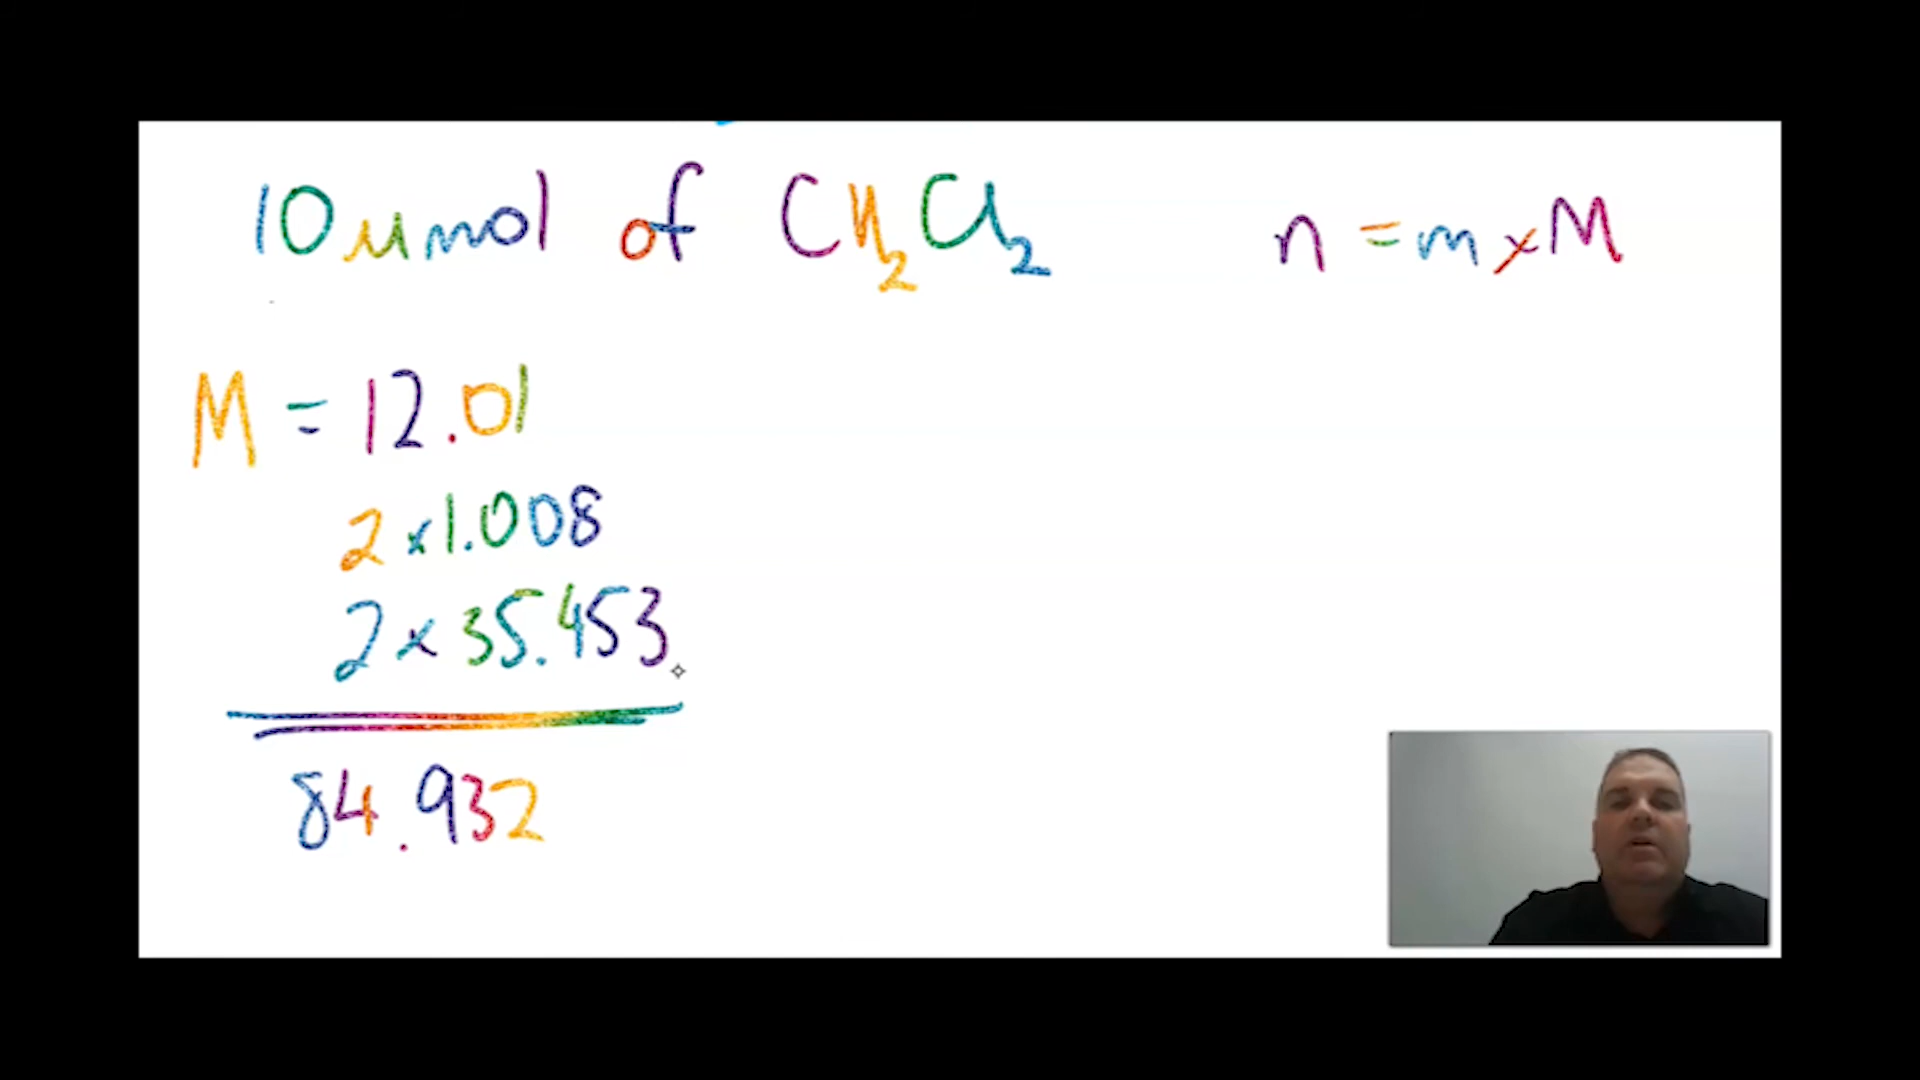 10 μmol of CH₂Cl₂
n = m × M
M = 12.01
2 × 1.008
2 × 35.453
84.932